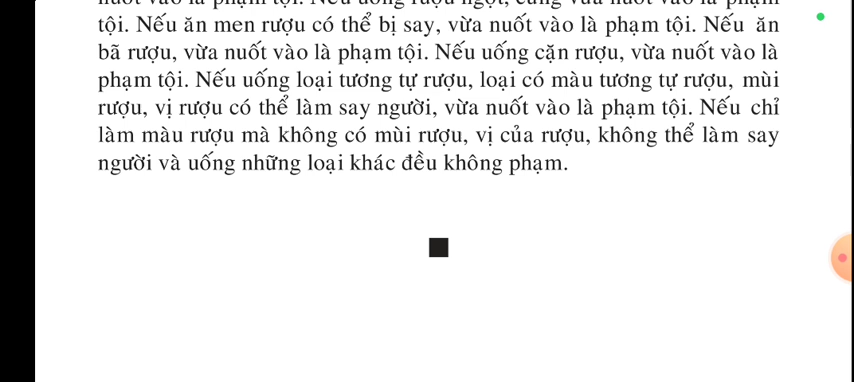 tội. Nếu ăn men rượu có thể bị say, vừa nuốt vào là phạm tội. Nếu ăn
bã rượu, vừa nuốt vào là phạm tội. Nếu uống cặn rượu, vừa nuốt vào là
phạm tội. Nếu uống loại tương tự rượu, loại có màu tương tự rượu, mùi
rượu, vị rượu có thể làm say người, vừa nuốt vào là phạm tội. Nếu chỉ
làm màu rượu mà không có mùi rượu, vị của rượu, không thể làm say
người và uống những loại khác đều không phạm.